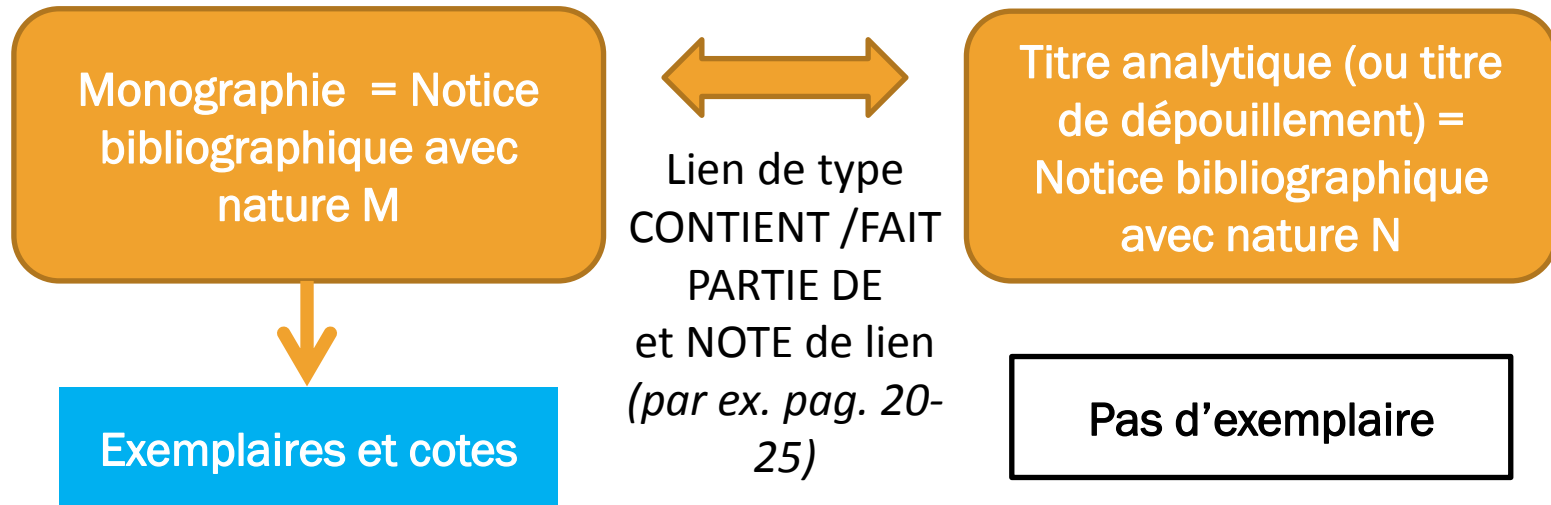 Monographie  = Notice
bibliographique avec
nature M
Exemplaires et cotes
Lien de type
CONTIENT /FAIT
PARTIE DE
et NOTE de lien
(par ex. pag. 20-
25)
Titre analytique (ou titre
de dépouillement) =
Notice bibliographique
avec nature N
Pas d’exemplaire